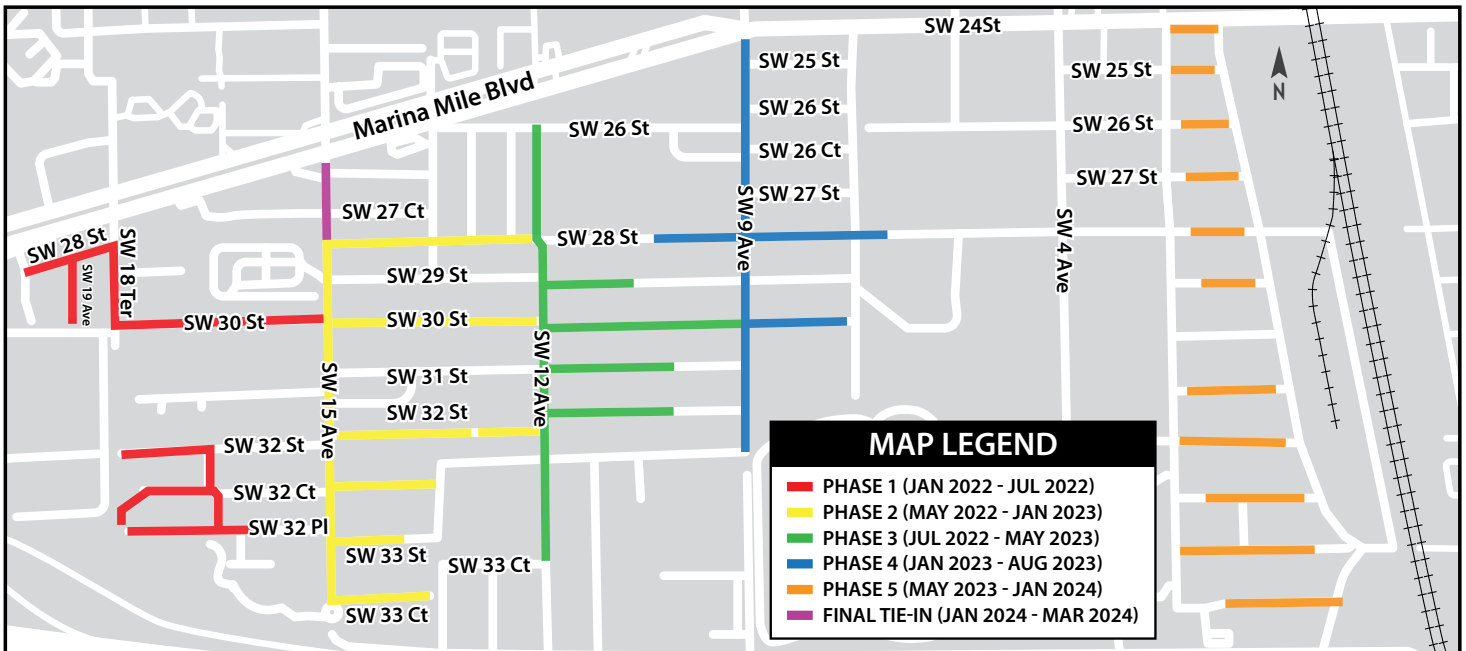 SW 24St
SW 25 St
SW 25 St
N
Marina Mile Blvd
SW 26 St
SW 26 St
SW 26 St
SW 26 Ct
SW 27 St
SW 27 St
SW 27 Ct
SW 9 Ave
SW 4 Ave
SW 28 St
SW 18 Ter
SW 19 Ave
SW 28 St
SW 29 St
SW 30 St
SW 30 St
SW 12 Ave
SW 15 Ave
SW 31 St
SW 32 St
SW 32 St
SW 32 Ct
SW 32 Pl
SW 33 St
SW 33 Ct
SW 33 Ct
MAP LEGEND
PHASE 1 (JAN 2022 - JUL 2022)
PHASE 2 (MAY 2022 - JAN 2023)
PHASE 3 (JUL 2022 - MAY 2023)
PHASE 4 (JAN 2023 - AUG 2023)
PHASE 5 (MAY 2023 - JAN 2024)
FINAL TIE-IN (JAN 2024 - MAR 2024)